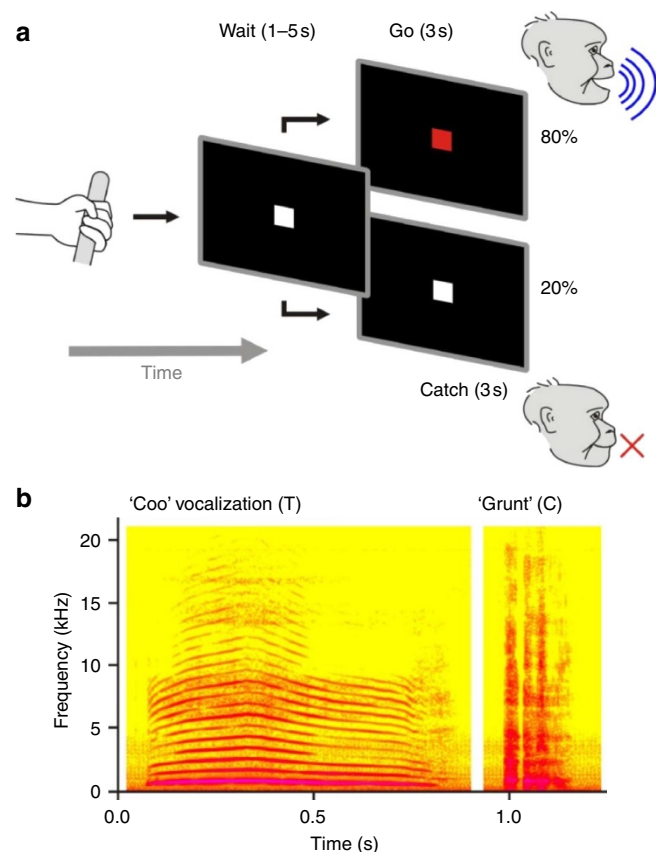 a
Wait (1–5 s)
Go (3 s)
80%
20%
Time
Catch (3 s)
b
‘Coo’ vocalization (T)
‘Grunt’ (C)
20
15
10
5
0
Frequency (kHz)
0.0
0.5
1.0
Time (s)